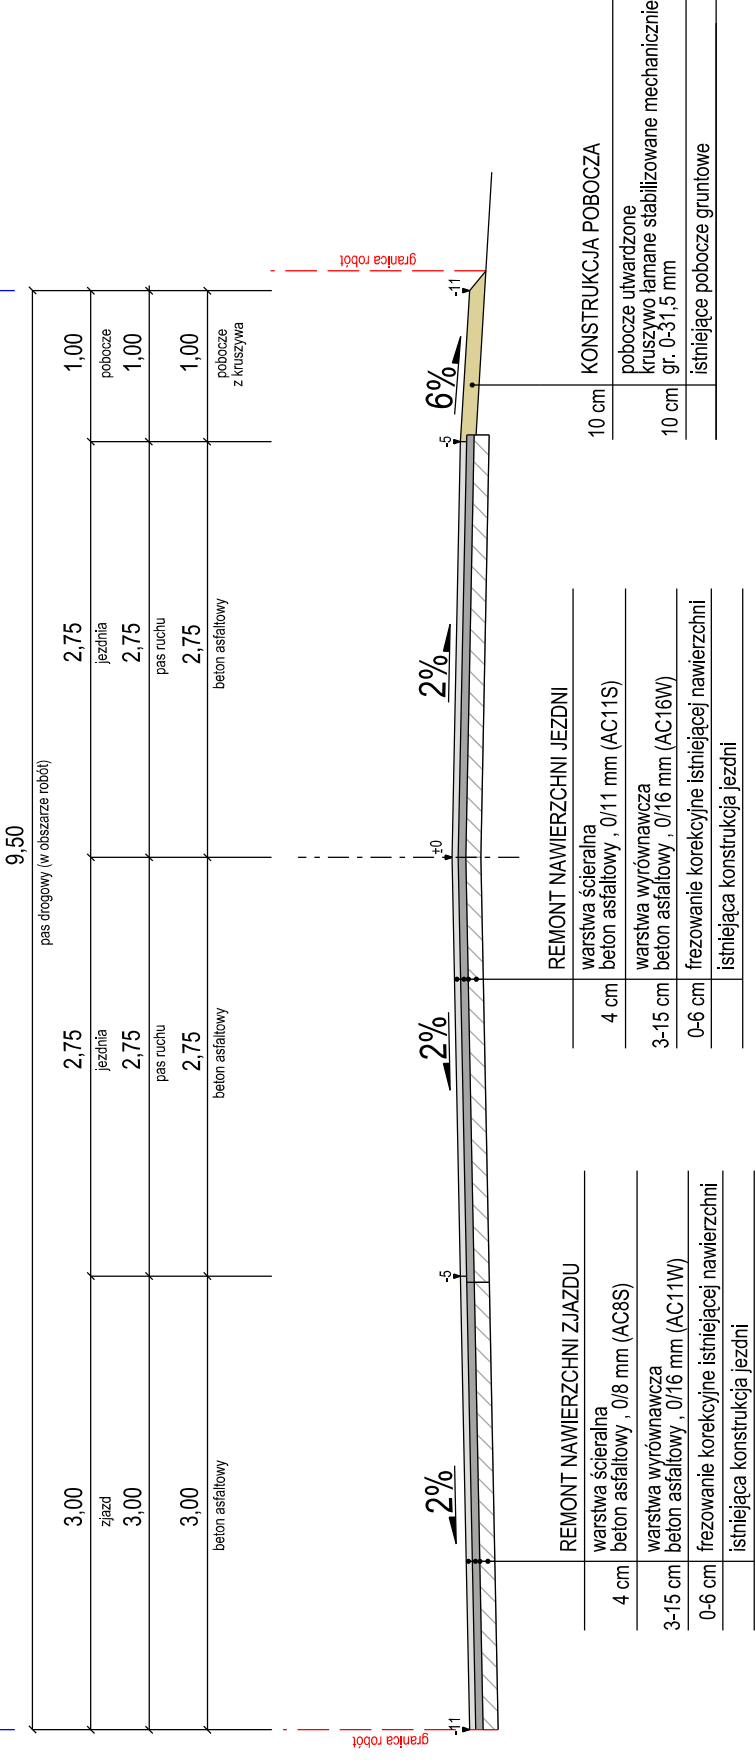 9,50
pas drogowy (w obszarze robót)
3,00
2,75
2,75
1,00
zjazd
jezdnia
jezdnia
pobocze
3,00
2,75
2,75
1,00
pas ruchu
pas ruchu
3,00
2,75
2,75
1,00
beton asfaltowy
beton asfaltowy
beton asfaltowy
pobocze
z kruszywa
granica robót
granica robót
2%
2%
2%
6%
-11
-5
±0
-5
-11
REMONT NAWIERZCHNI ZJAZDU
warstwa ścieralna
4 cm beton asfaltowy , 0/8 mm (AC8S)
warstwa wyrównawcza
3-15 cm beton asfaltowy , 0/16 mm (AC11W)
0-6 cm frezowanie korekcyjne istniejącej nawierzchni
istniejąca konstrukcja jezdni
REMONT NAWIERZCHNI JEZDNI
warstwa ścieralna
4 cm beton asfaltowy , 0/11 mm (AC11S)
warstwa wyrównawcza
3-15 cm beton asfaltowy , 0/16 mm (AC16W)
0-6 cm frezowanie korekcyjne istniejącej nawierzchni
istniejąca konstrukcja jezdni
10 cm KONSTRUKCJA POBOCZA
pobocze utwardzone
kruszywo łamane stabilizowane mechanicznie
10 cm gr. 0-31,5 mm
istniejące pobocze gruntowe